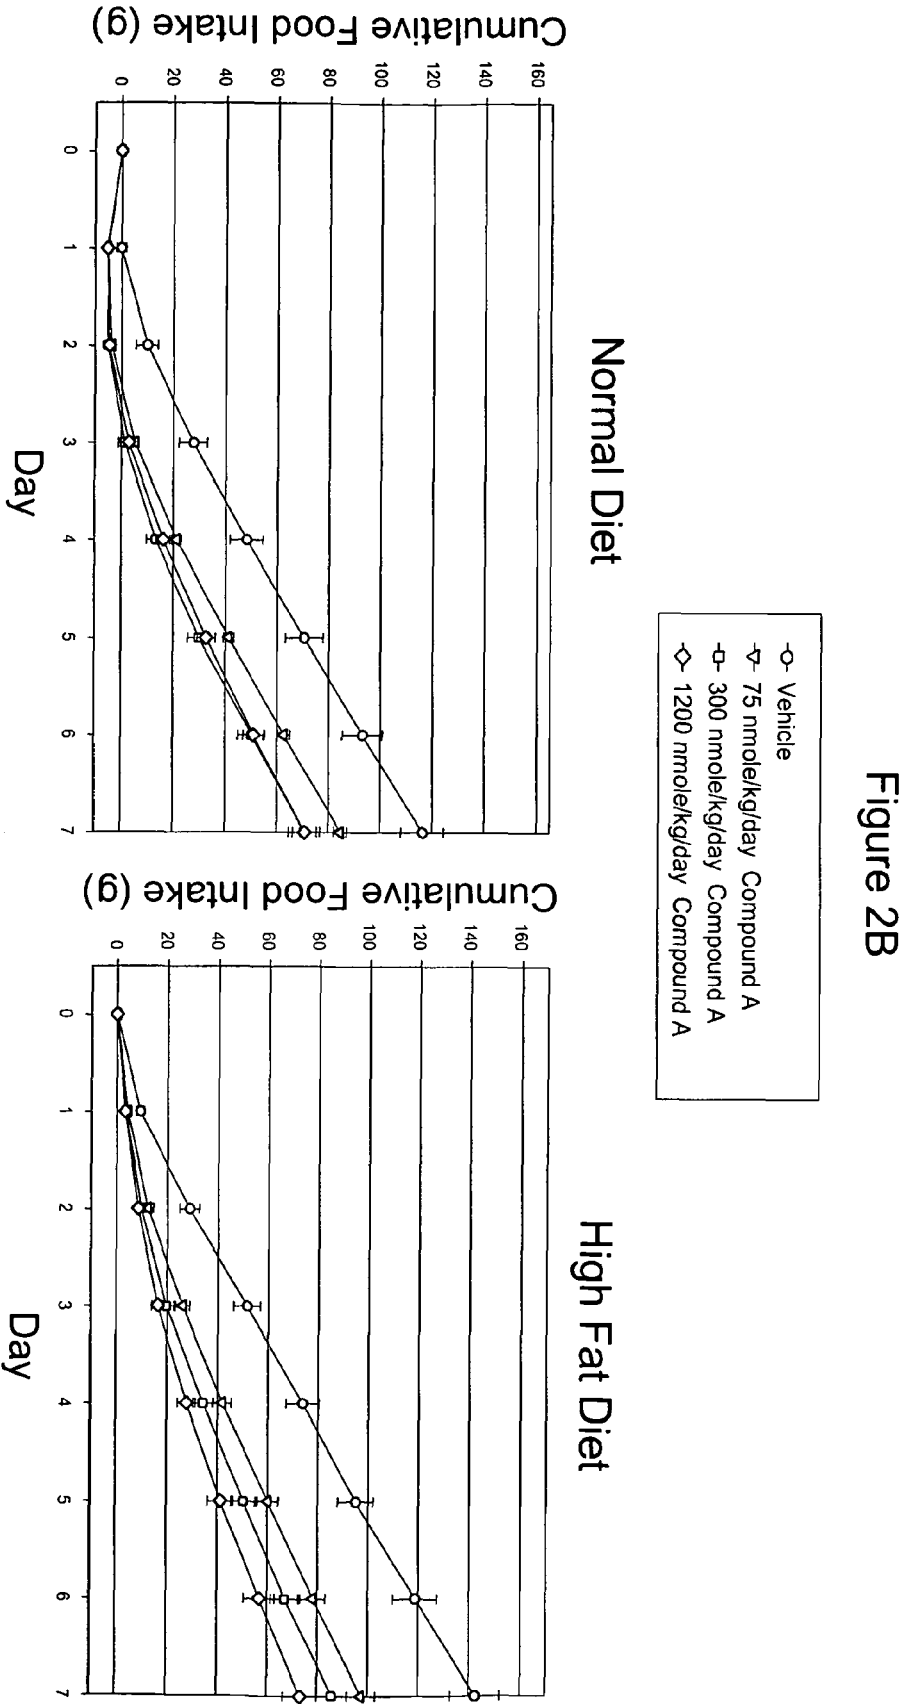 Figure 2B
Vehicle
75 nmole/kg/day Compound A
300 nmole/kg/day Compound A
1200 nmole/kg/day Compound A
Normal Diet
Cumulative Food Intake (g)
160
140
120
100
80
60
40
20
0
0 1 2 3 4 5 6 7
Day
High Fat Diet
Cumulative Food Intake (g)
160
140
120
100
80
60
40
20
0
0 1 2 3 4 5 6 7
Day